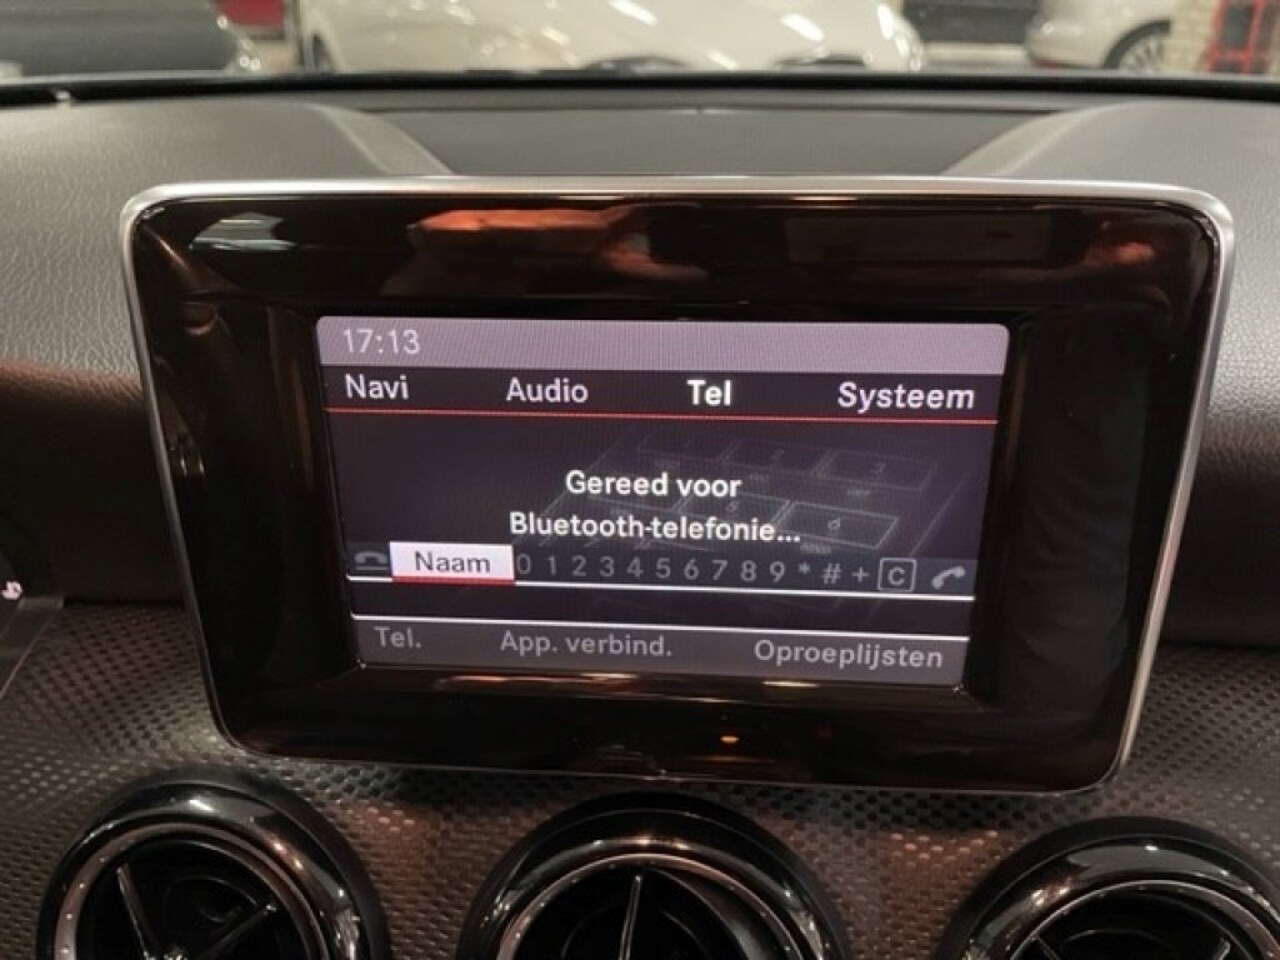 17:13
Navi Audio Tel Systeem
Gereed voor
Bluetooth-telefonie...
Naam 0 1 2 3 4 5 6 7 8 9 * # + C
Tel. App. verbind. Oproeplijsten